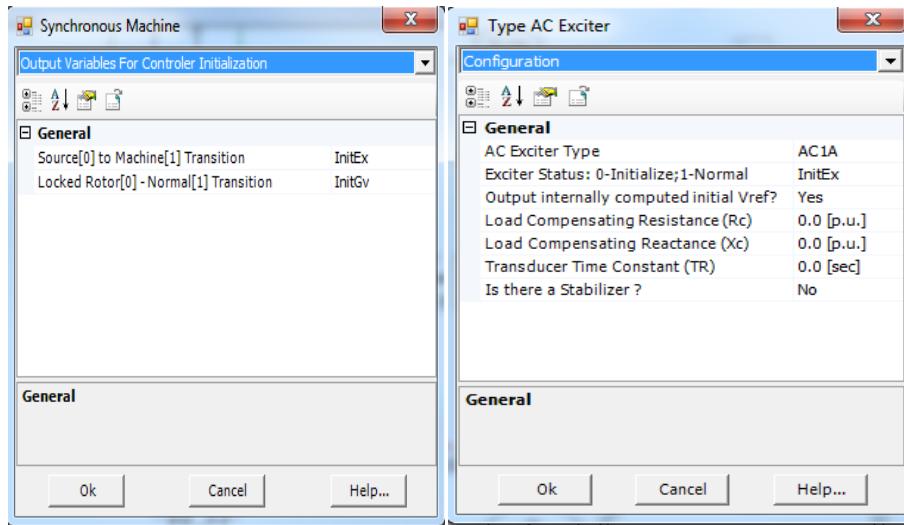 Synchronous Machine
Output Variables For Controler Initialization
General
Source[0] to Machine[1] Transition InitEx
Locked Rotor[0] - Normal[1] Transition InitGv
General
Ok Cancel Help...
Type AC Exciter
Configuration
General
AC Exciter Type AC1A
Exciter Status: 0-Initialize;1-Normal InitEx
Output internally computed initial Vref? Yes
Load Compensating Resistance (Rc) 0.0 [p.u.]
Load Compensating Reactance (Xc) 0.0 [p.u.]
Transducer Time Constant (TR) 0.0 [sec]
Is there a Stabilizer ? No
General
Ok Cancel Help...